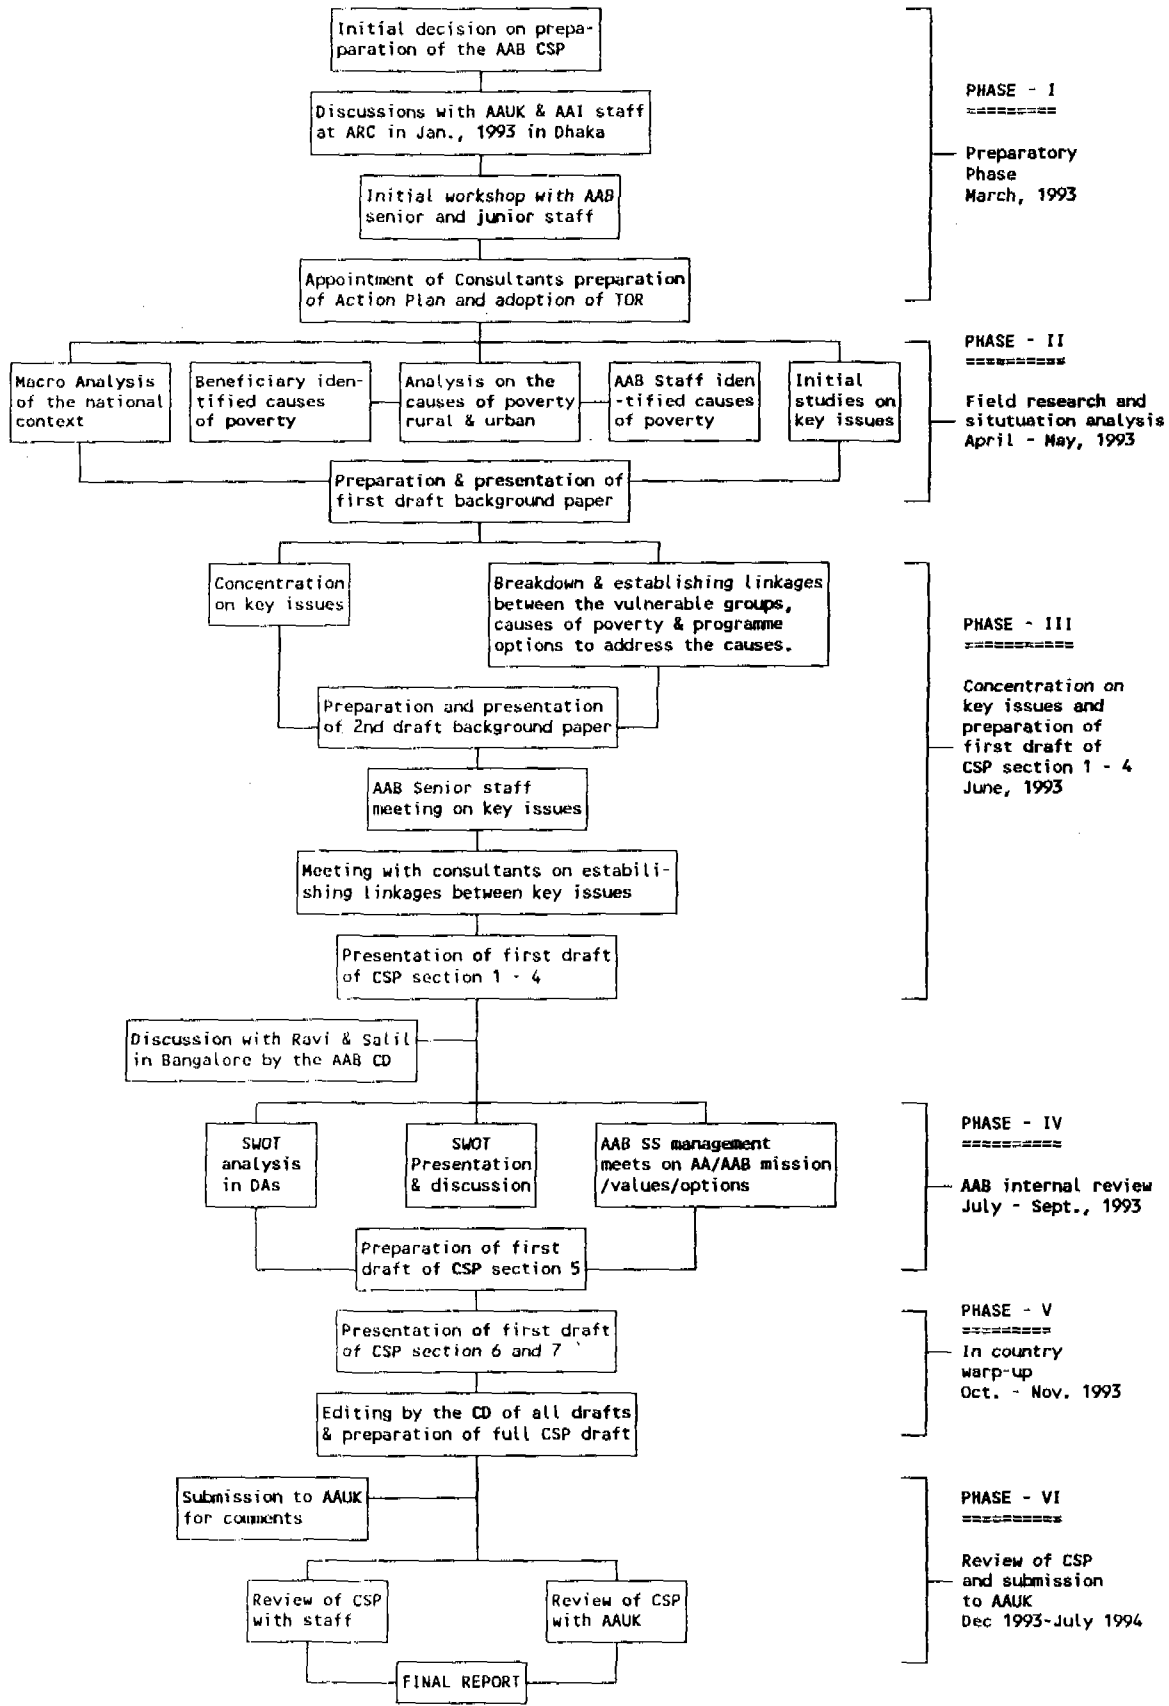 Initial decision on prepa-
paration of the AAB CSP
Discussions with AAUK & AAI staff
at ARC in Jan., 1993 in Dhaka
Initial workshop with AAB
senior and junior staff
Appointment of Consultants preparation
of Action Plan and adoption of TOR
PHASE - I
=========
Preparatory
Phase
March, 1993
Macro Analysis
of the national
context
Beneficiary iden-
tified causes
of poverty
Analysis on the
causes of poverty
rural & urban
AAB Staff iden
-tified causes
of poverty
Initial
studies on
key issues
Preparation & presentation of
first draft background paper
PHASE - II
==========
Field research and
situtuation analysis
April - May, 1993
Concentration
on key issues
Breakdown & establishing linkages
between the vulnerable groups,
causes of poverty & programme
options to address the causes.
Preparation and presentation
of 2nd draft background paper
AAB Senior staff
meeting on key issues
Meeting with consultants on estabili-
shing linkages between key issues
Presentation of first draft
of CSP section 1 - 4
PHASE - III
===========
Concentration on
key issues and
preparation of
first draft of
CSP section 1 - 4
June, 1993
Discussion with Ravi & Salil
in Bangalore by the AAB CD
SWOT
analysis
in DAs
SWOT
Presentation
& discussion
AAB SS management
meets on AA/AAB mission
/values/options
Preparation of first
draft of CSP section 5
PHASE - IV
==========
AAB internal review
July - Sept., 1993
Presentation of first draft
of CSP section 6 and 7
Editing by the CD of all drafts
& preparation of full CSP draft
PHASE - V
=========
In country
warp-up
Oct. - Nov. 1993
Submission to AAUK
for comments
Review of CSP
with staff
Review of CSP
with AAUK
FINAL REPORT
PHASE - VI
==========
Review of CSP
and submission
to AAUK
Dec 1993-July 1994